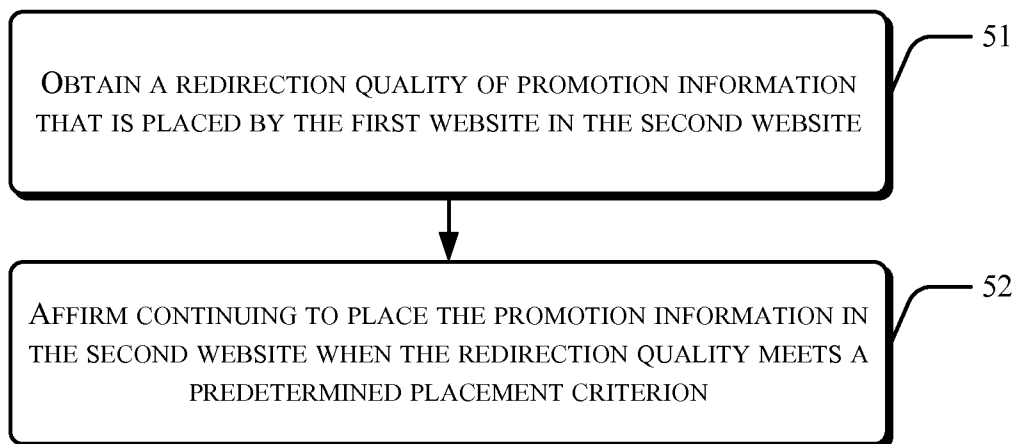 51
OBTAIN A REDIRECTION QUALITY OF PROMOTION INFORMATION
THAT IS PLACED BY THE FIRST WEBSITE IN THE SECOND WEBSITE
52
AFFIRM CONTINUING TO PLACE THE PROMOTION INFORMATION IN
THE SECOND WEBSITE WHEN THE REDIRECTION QUALITY MEETS A
PREDETERMINED PLACEMENT CRITERION